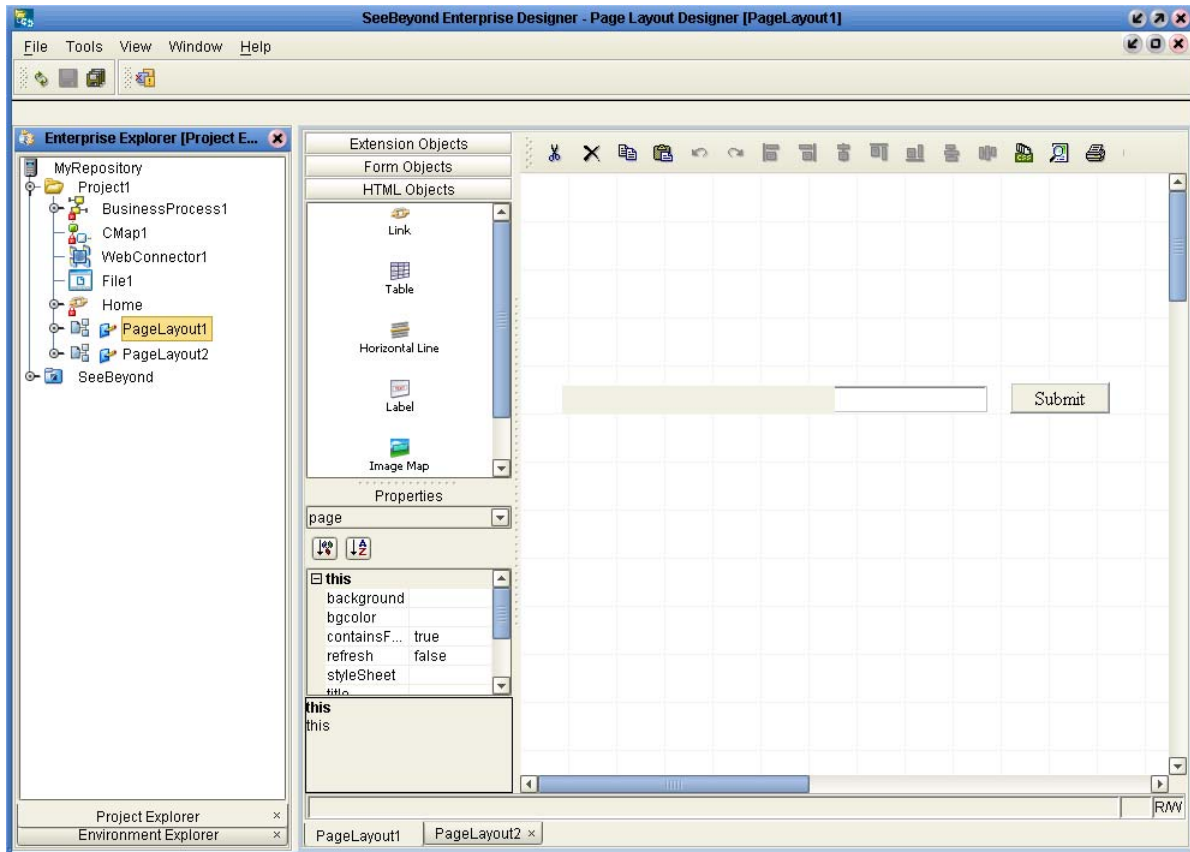 SeeBeyond Enterprise Designer - Page Layout Designer [PageLayout1]
File Tools View Window Help
Enterprise Explorer [Project E...
MyRepository
Project1
BusinessProcess1
CMap1
WebConnector1
File1
Home
PageLayout1
PageLayout2
SeeBeyond
Project Explorer ×
Environment Explorer ×
Extension Objects
Form Objects
HTML Objects
Link
Table
Horizontal Line
Label
Image Map
Properties
page
this
background
bgcolor
containsF... true
refresh false
styleSheet
title
this
this
Submit
R/W
PageLayout1
PageLayout2 ×